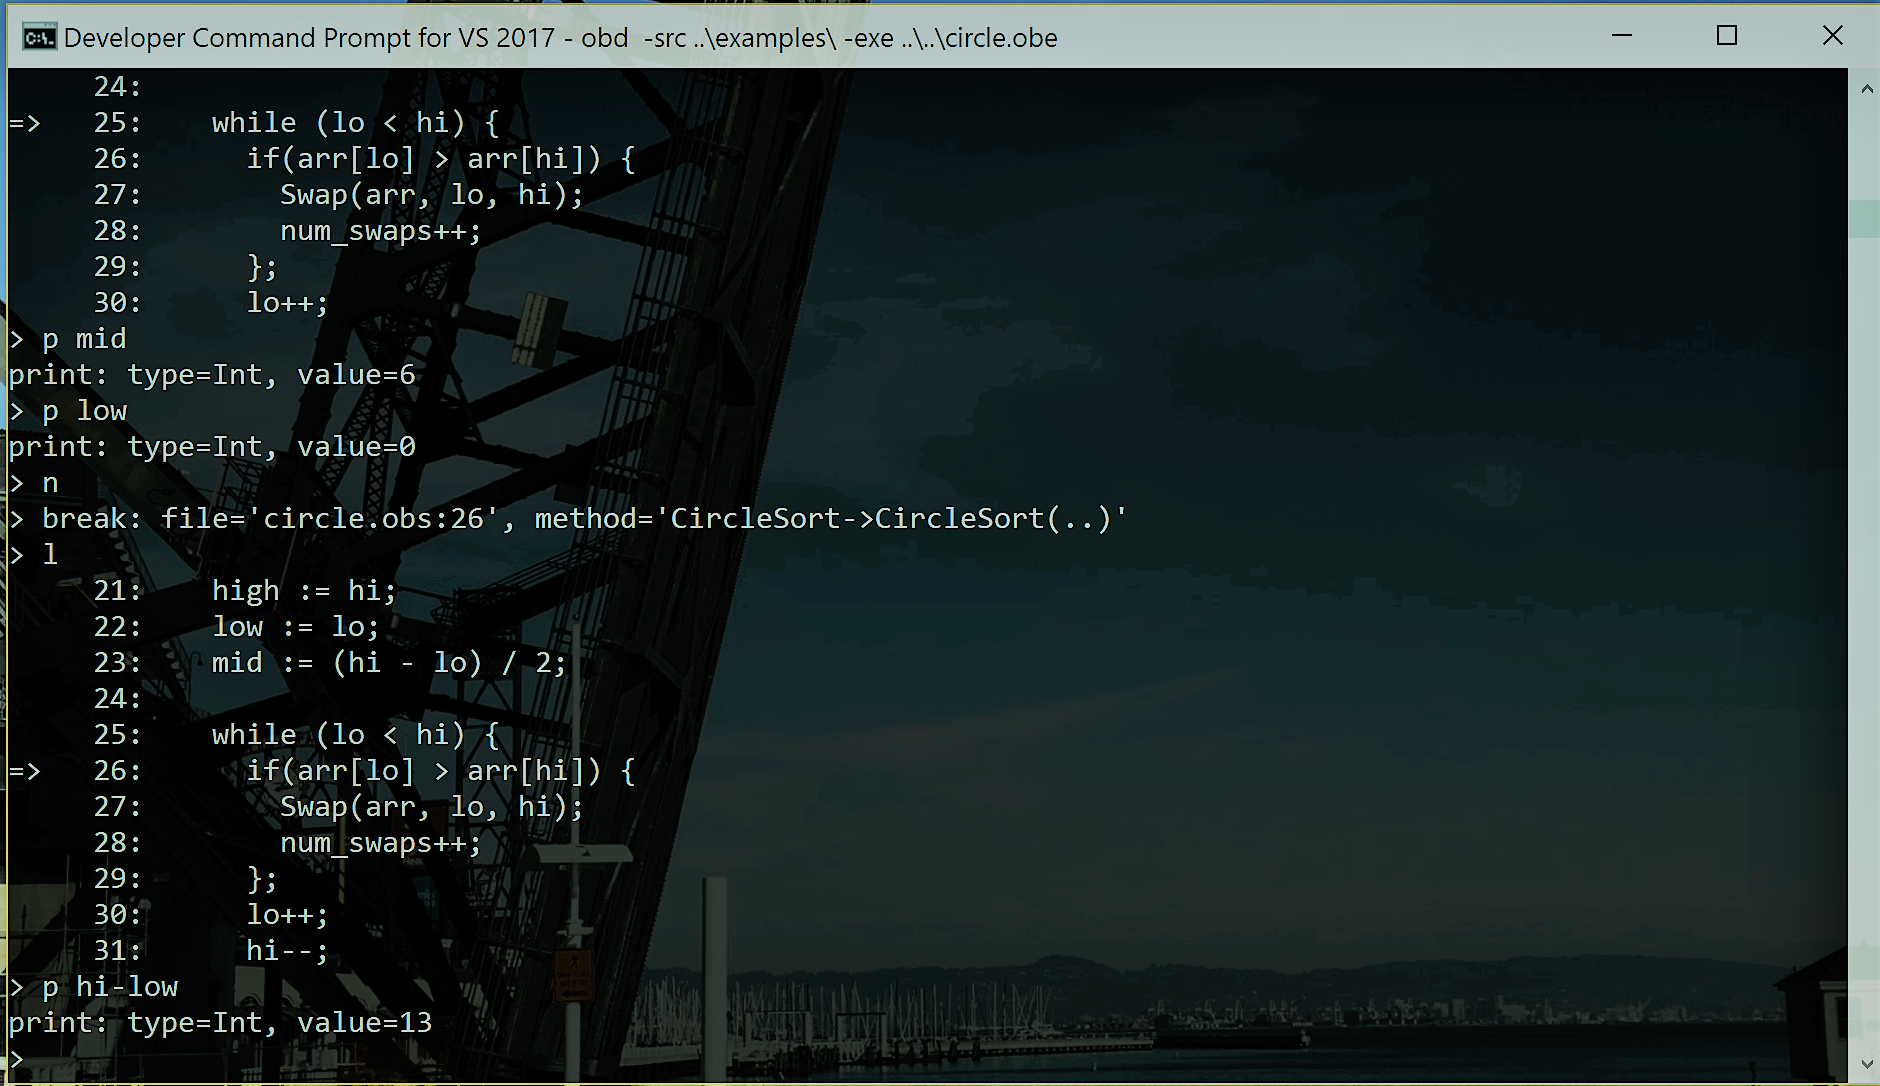 Developer Command Prompt for VS 2017 - obd  -src ..\examples\ -exe ..\..\circle.obe
     24:
=>   25:    while (lo < hi) {
     26:      if(arr[lo] > arr[hi]) {
     27:        Swap(arr, lo, hi);
     28:        num_swaps++;
     29:      };
     30:      lo++;
> p mid
print: type=Int, value=6
> p low
print: type=Int, value=0
> n
> break: file='circle.obs:26', method='CircleSort->CircleSort(..)'
> l
     21:    high := hi;
     22:    low := lo;
     23:    mid := (hi - lo) / 2;
     24:
     25:    while (lo < hi) {
=>   26:      if(arr[lo] > arr[hi]) {
     27:        Swap(arr, lo, hi);
     28:        num_swaps++;
     29:      };
     30:      lo++;
     31:      hi--;
> p hi-low
print: type=Int, value=13
>